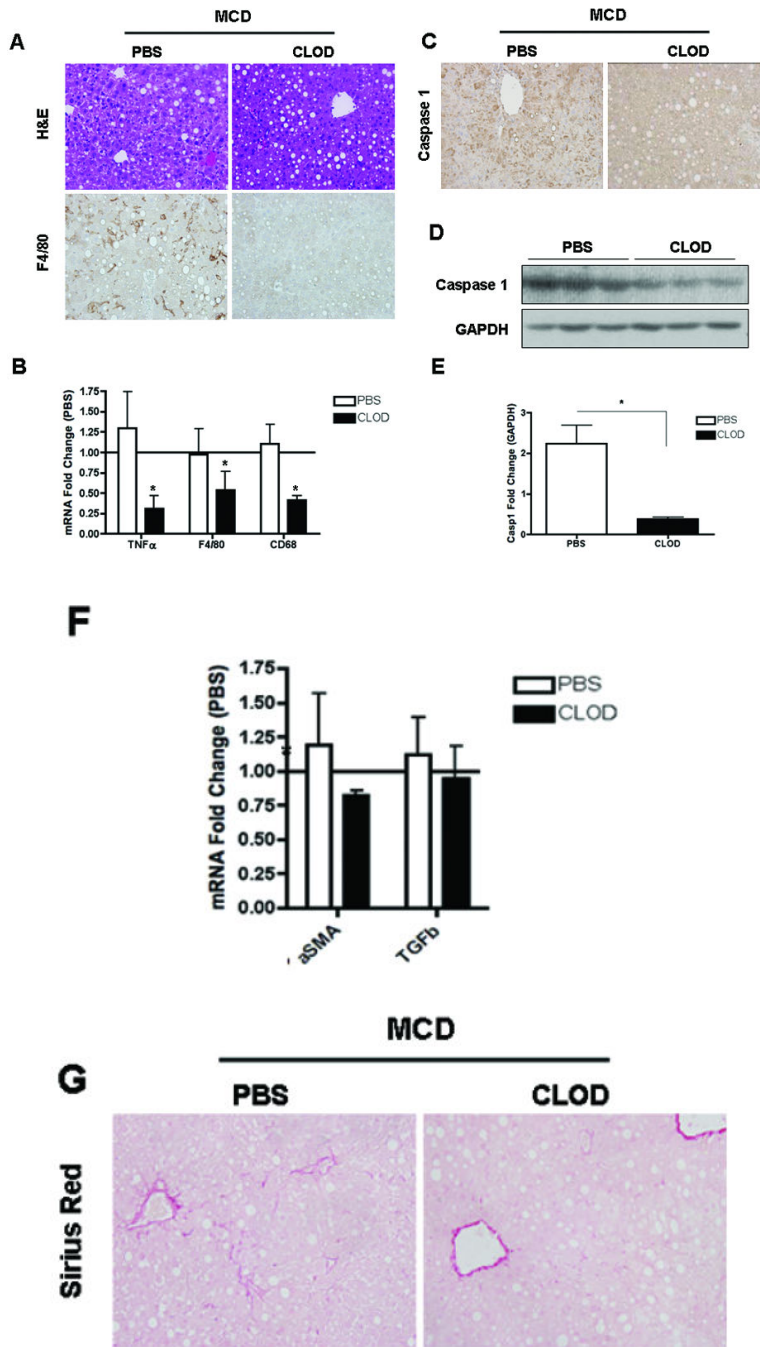 A
MCD
PBS CLOD
H&E
F4/80
C
MCD
PBS CLOD
Caspase 1
D
PBS CLOD
Caspase 1
GAPDH
B
mRNA Fold Change (PBS)
1.75
1.50
1.25
1.00
0.75
0.50
0.25
0.00
* * *
TNFα F4/80 CD68
PBS
CLOD
E
Casp1 Fold Change (GAPDH)
3
2
1
0
*
PBS CLOD
PBS
CLOD
F
mRNA Fold Change (PBS)
1.75
1.50
1.25
1.00
0.75
0.50
0.25
0.00
aSMA TGFb
PBS
CLOD
G
MCD
PBS CLOD
Sirius Red